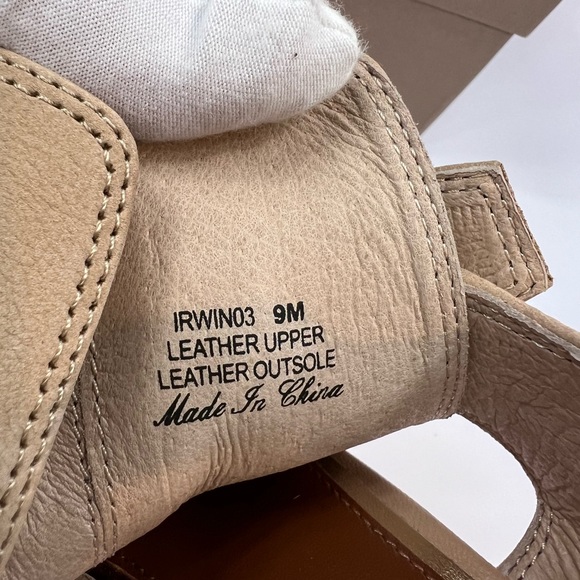 IRWIN03 9M
LEATHER UPPER
LEATHER OUTSOLE
Made In China